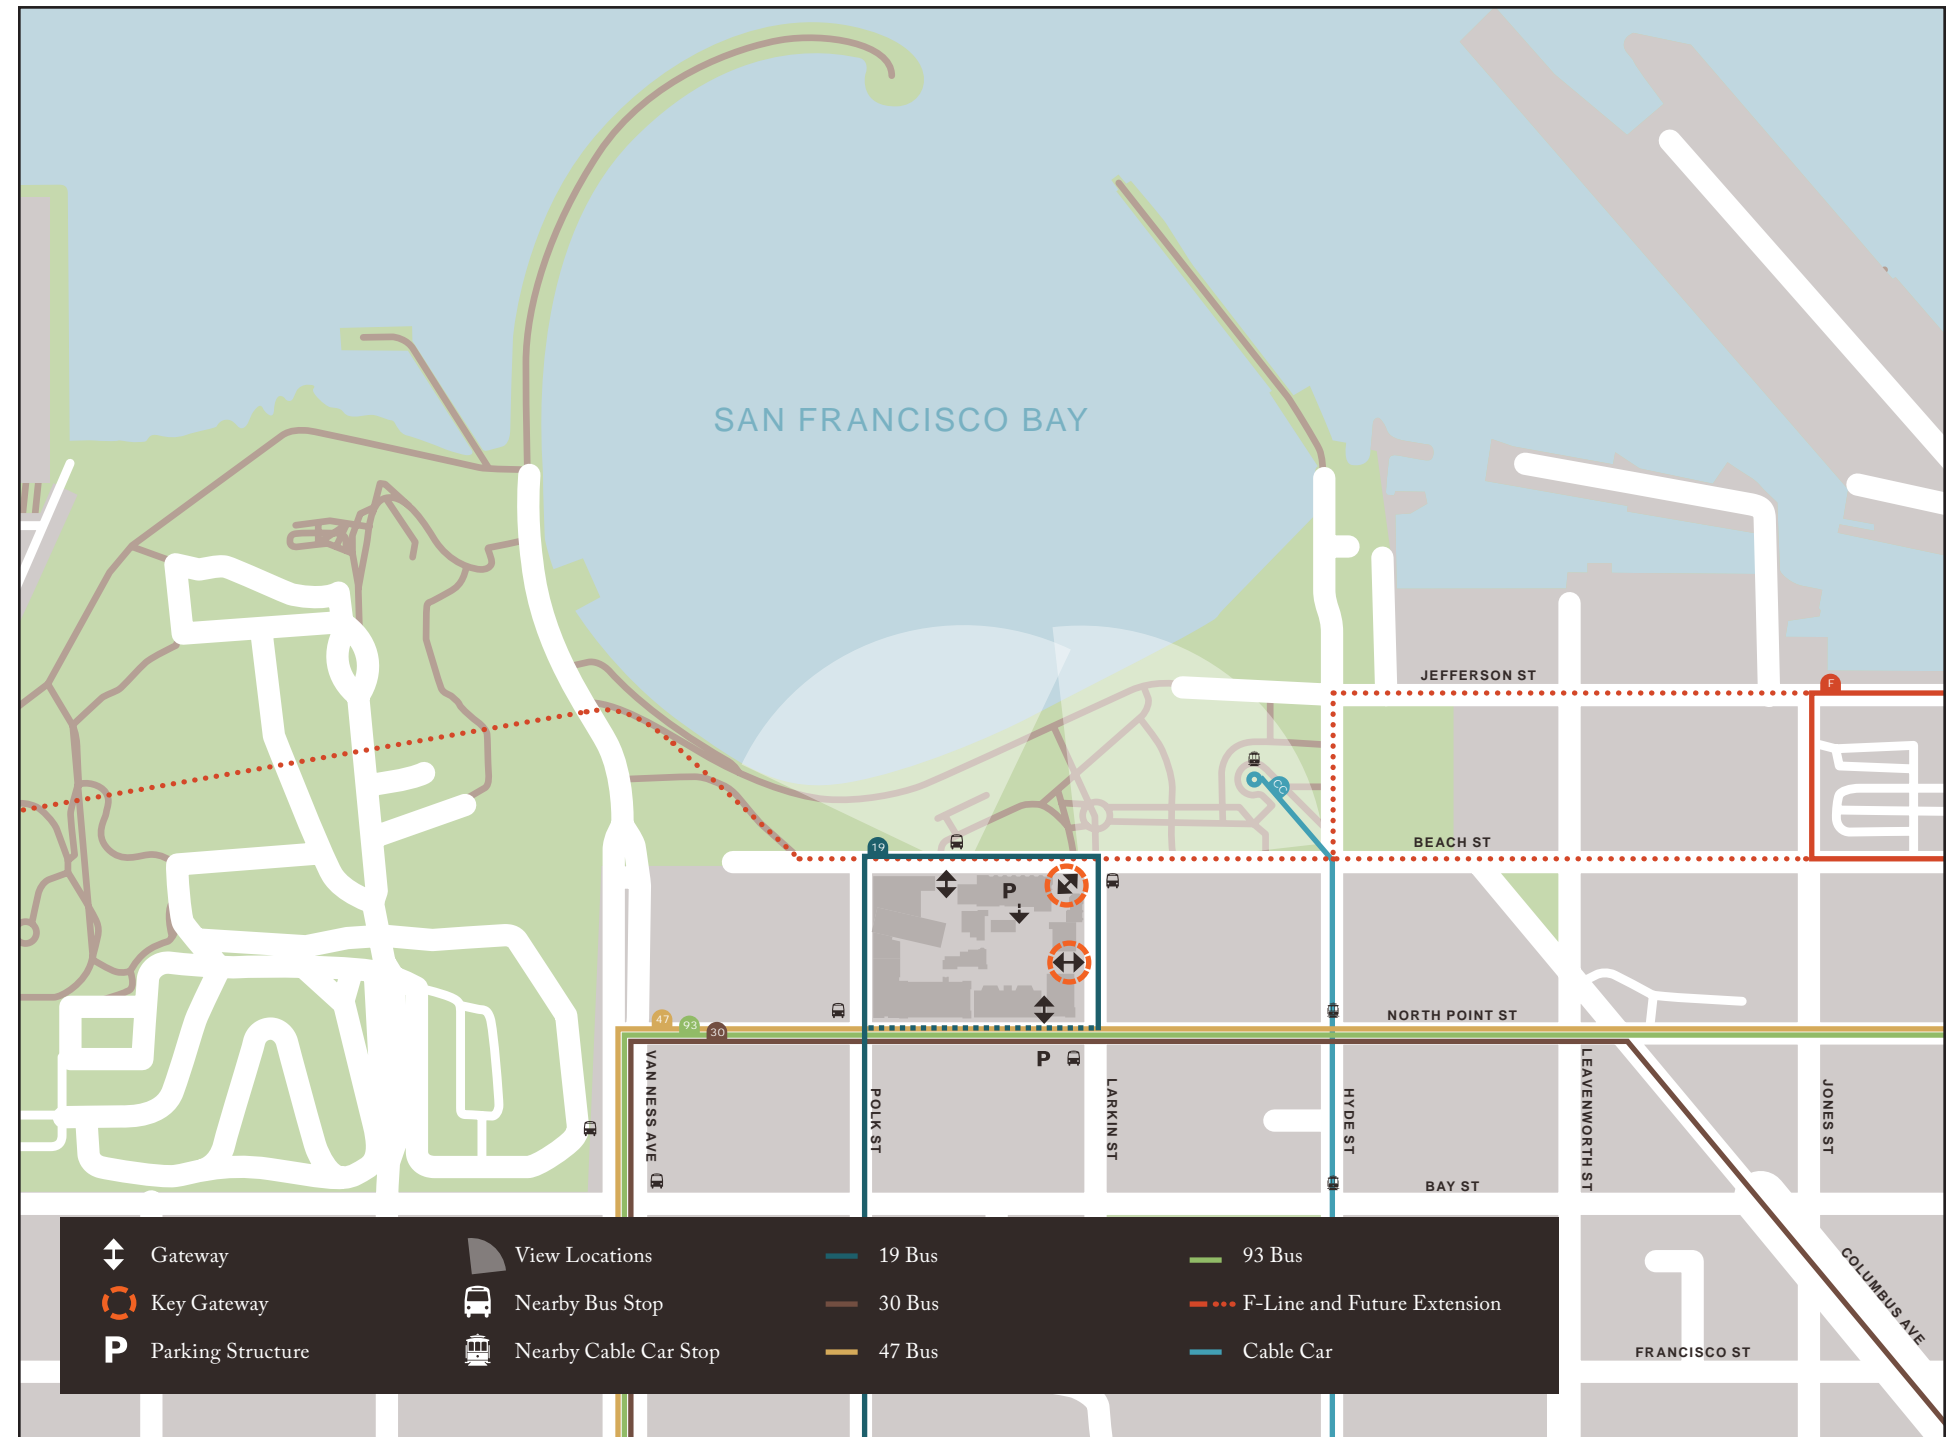 SAN FRANCISCO BAY
JEFFERSON ST
F
CC
BEACH ST
19
P
NORTH POINT ST
47
93
30
P
VAN NESS AVE
POLK ST
LARKIN ST
HYDE ST
LEAVENWORTH ST
JONES ST
BAY ST
COLUMBUS AVE
FRANCISCO ST
Gateway
Key Gateway
P Parking Structure
View Locations
Nearby Bus Stop
Nearby Cable Car Stop
19 Bus
30 Bus
47 Bus
93 Bus
F-Line and Future Extension
Cable Car